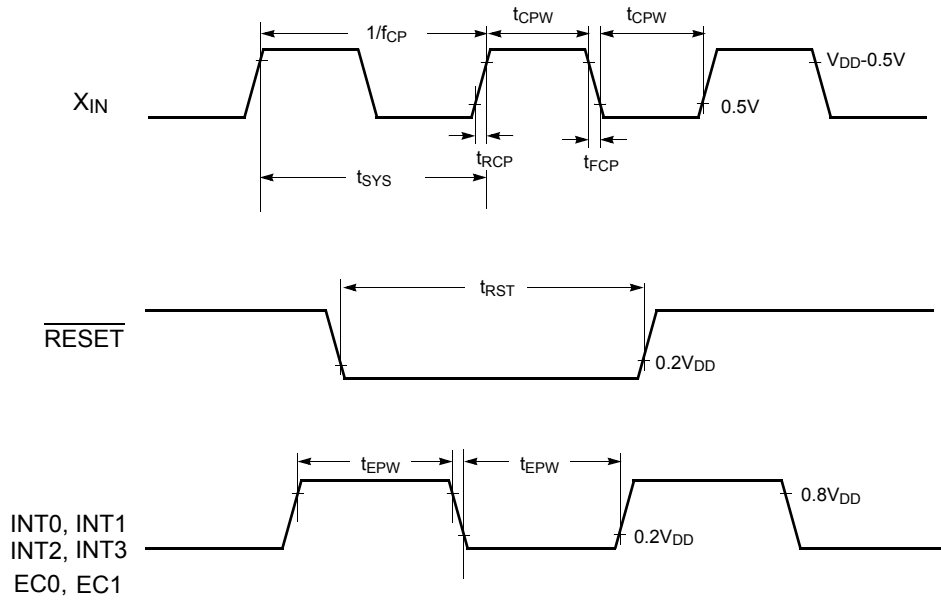 1/fCP
tCPW
tCPW
XIN
VDD-0.5V
0.5V
tRCP
tFCP
tSYS
tRST
RESET
0.2VDD
tEPW
tEPW
0.8VDD
0.2VDD
INT0, INT1
INT2, INT3
EC0, EC1